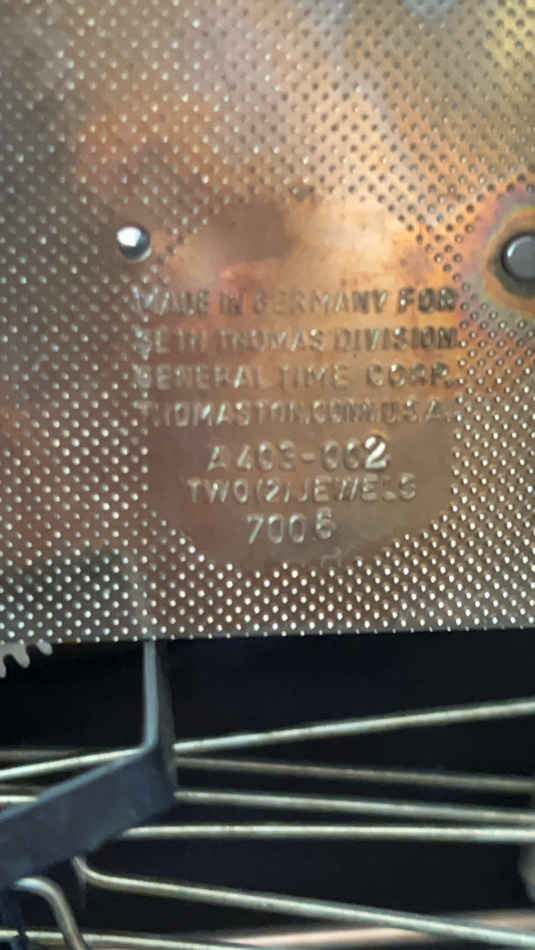 MADE IN GERMANY FOR
SETH THOMAS DIVISION
GENERAL TIME CORP.
THOMASTON, CONN. U.S.A.
A403-002
TWO (2) JEWELS
7006